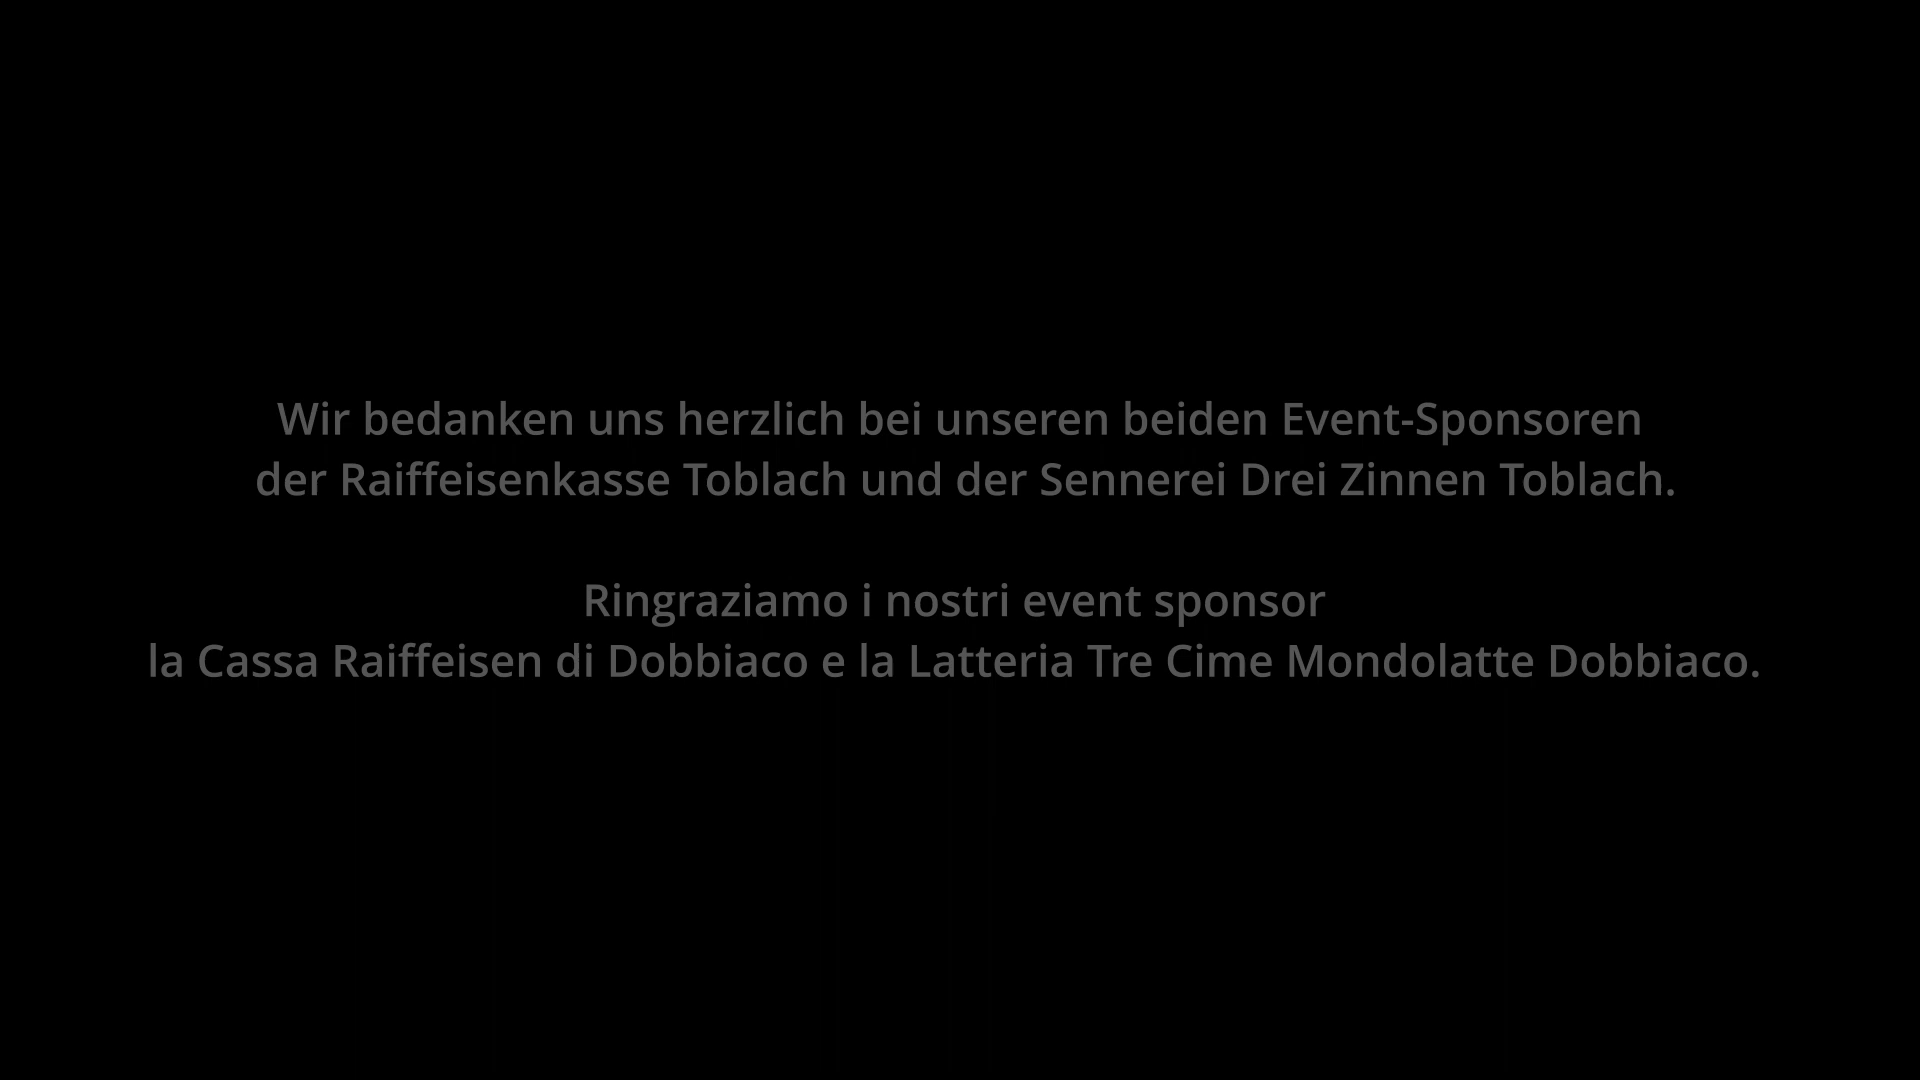 Wir bedanken uns herzlich bei unseren beiden Event-Sponsoren
der Raiffeisenkasse Toblach und der Sennerei Drei Zinnen Toblach.
Ringraziamo i nostri event sponsor
la Cassa Raiffeisen di Dobbiaco e la Latteria Tre Cime Mondolatte Dobbiaco.